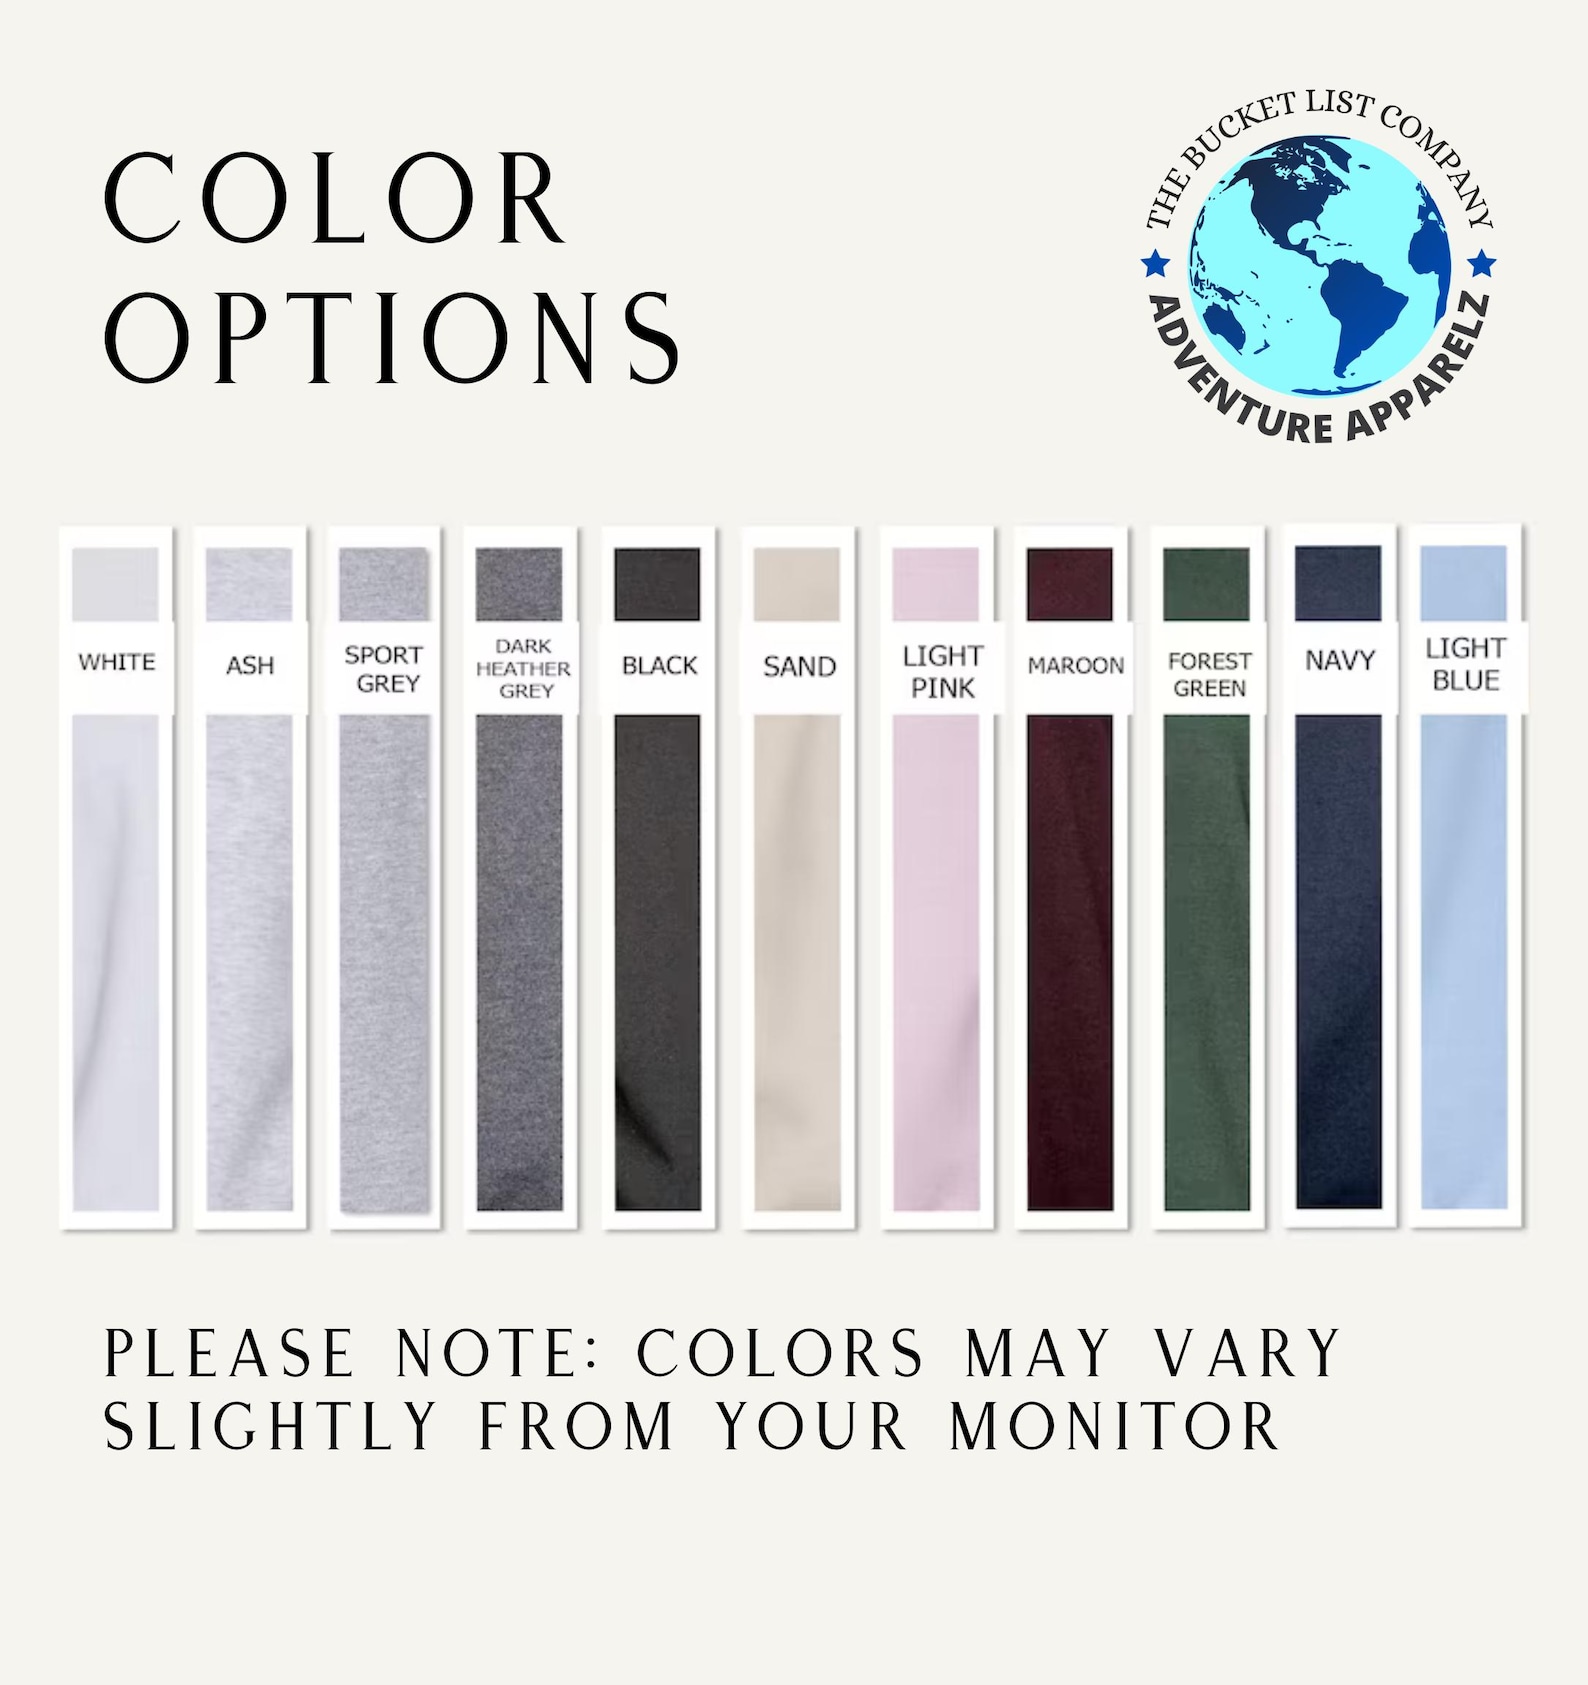 COLOR
OPTIONS
THE BUCKET LIST COMPANY
ADVENTURE APPARELZ
WHITE
ASH
SPORT
GREY
DARK
HEATHER
GREY
BLACK
SAND
LIGHT
PINK
MAROON
FOREST
GREEN
NAVY
LIGHT
BLUE
PLEASE NOTE: COLORS MAY VARY
SLIGHTLY FROM YOUR MONITOR